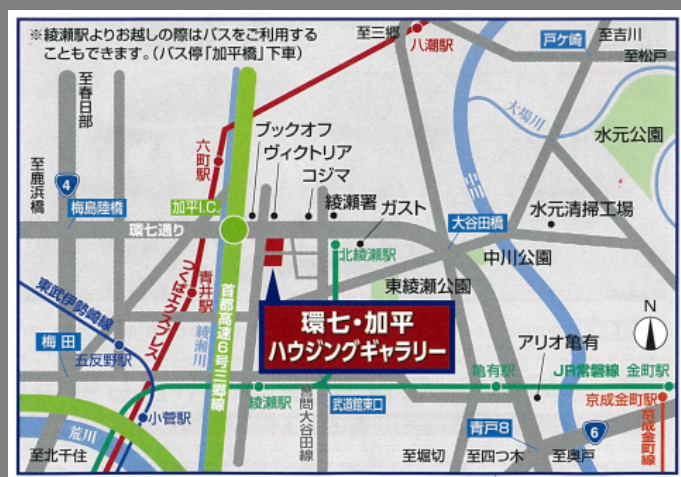 ※綾瀬駅よりお越しの際はバスをご利用する
こともできます。(バス停「加平橋」下車)
至三郷
八潮駅
戸ケ崎
至吉川
至松戸
至春日部
大場川
水元公園
六町駅
ブックオフ
ヴィクトリア
コジマ
至鹿浜橋
4
梅島陸橋
加平I.C.
綾瀬署
ガスト
中川
大谷田橋
水元清掃工場
環七通り
北綾瀬駅
中川公園
東綾瀬公園
東武伊勢崎線
つくばエクスプレス
青井駅
綾瀬川
首都高速6号三郷線
環七・加平
ハウジングギャラリー
N
梅田
五反野駅
アリオ亀有
綾瀬駅
武道館東口
亀有駅
JR常磐線
金町駅
京成金町駅
京成金町線
小菅駅
荒川
青戸8
6
至北千住
至堀切
至四つ木
至奥戸